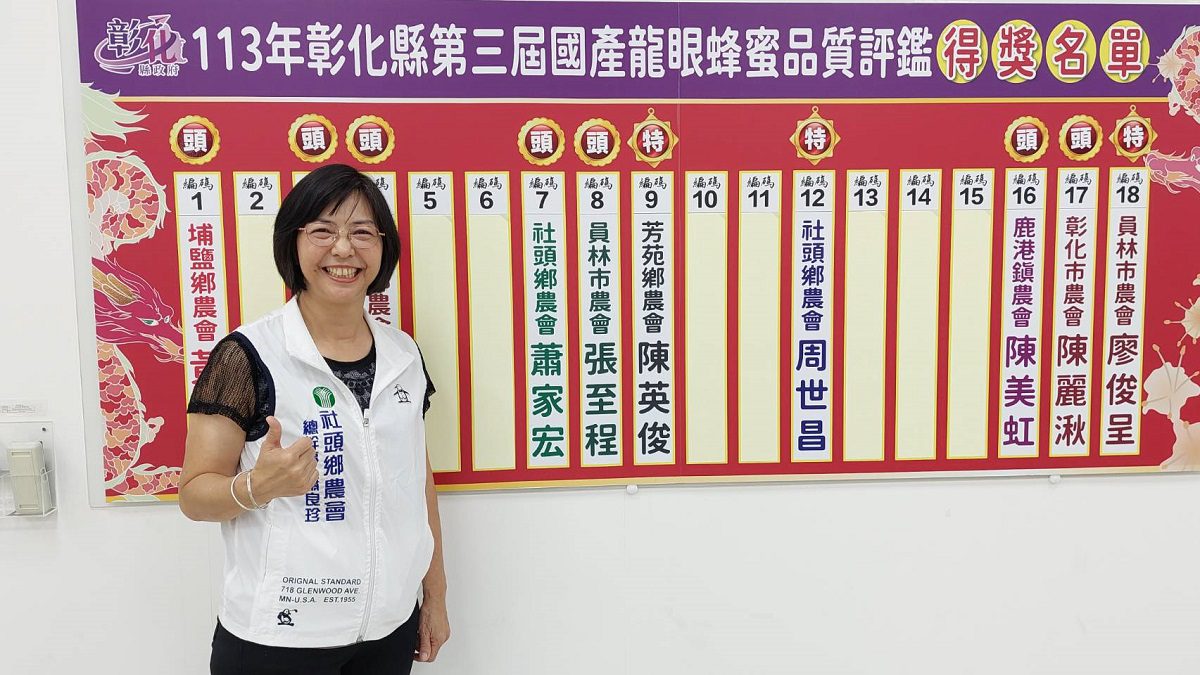 彰化
縣政府
113年彰化縣第三屆國產龍眼蜂蜜品質評鑑得獎名單
頭
頭
頭
頭
頭
特
特
頭
頭
特
編碼
1
埔鹽鄉農會
編碼
2
編碼
5
編碼
6
編碼
7
社頭鄉農會 蕭家宏
編碼
8
員林市農會 張至程
編碼
9
芳苑鄉農會 陳英俊
編碼
10
編碼
11
編碼
12
社頭鄉農會 周世昌
編碼
13
編碼
14
編碼
15
編碼
16
鹿港鎮農會 陳美虹
編碼
17
彰化市農會 陳麗湫
編碼
18
員林市農會 廖俊呈
社頭鄉農會
總幹事 蕭良珍
ORIGNAL STANDARD
718 GLENWOOD AVE.
MN-U.S.A. EST.1955